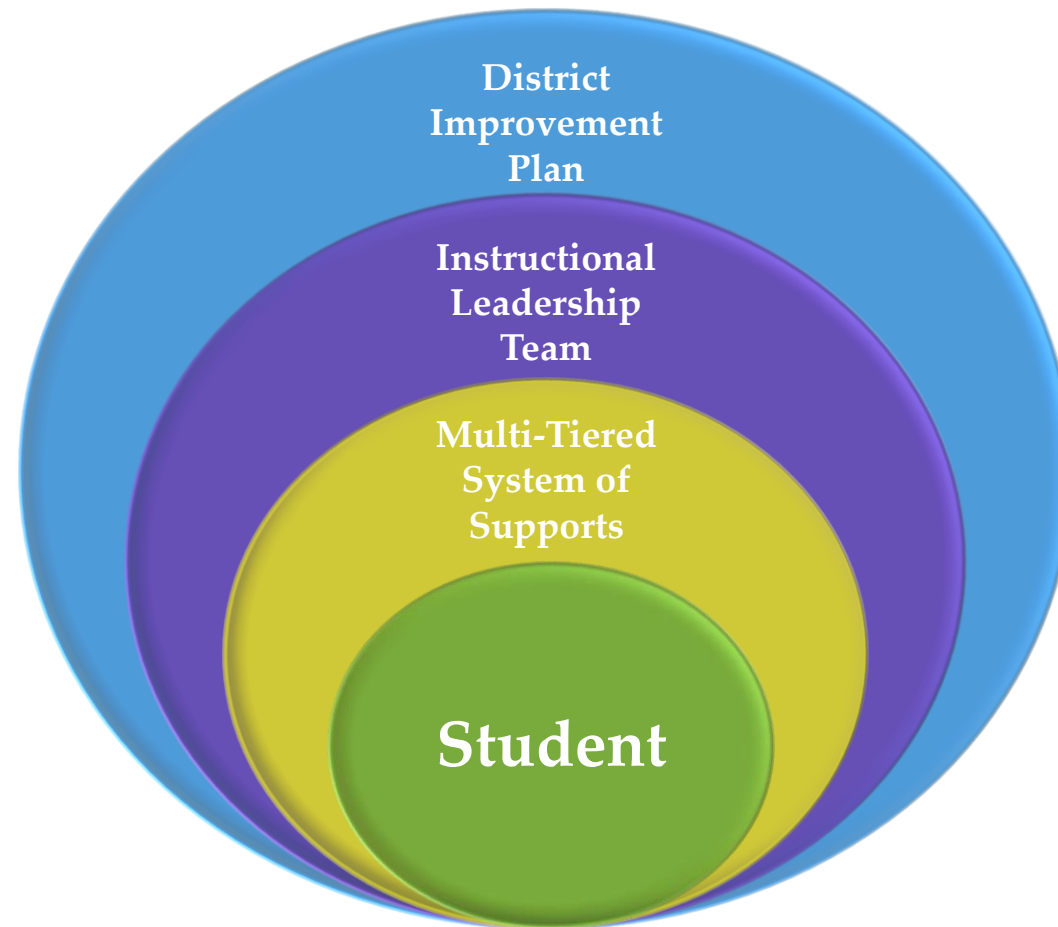 District
Improvement
Plan
Instructional
Leadership
Team
Multi-Tiered
System of
Supports
Student